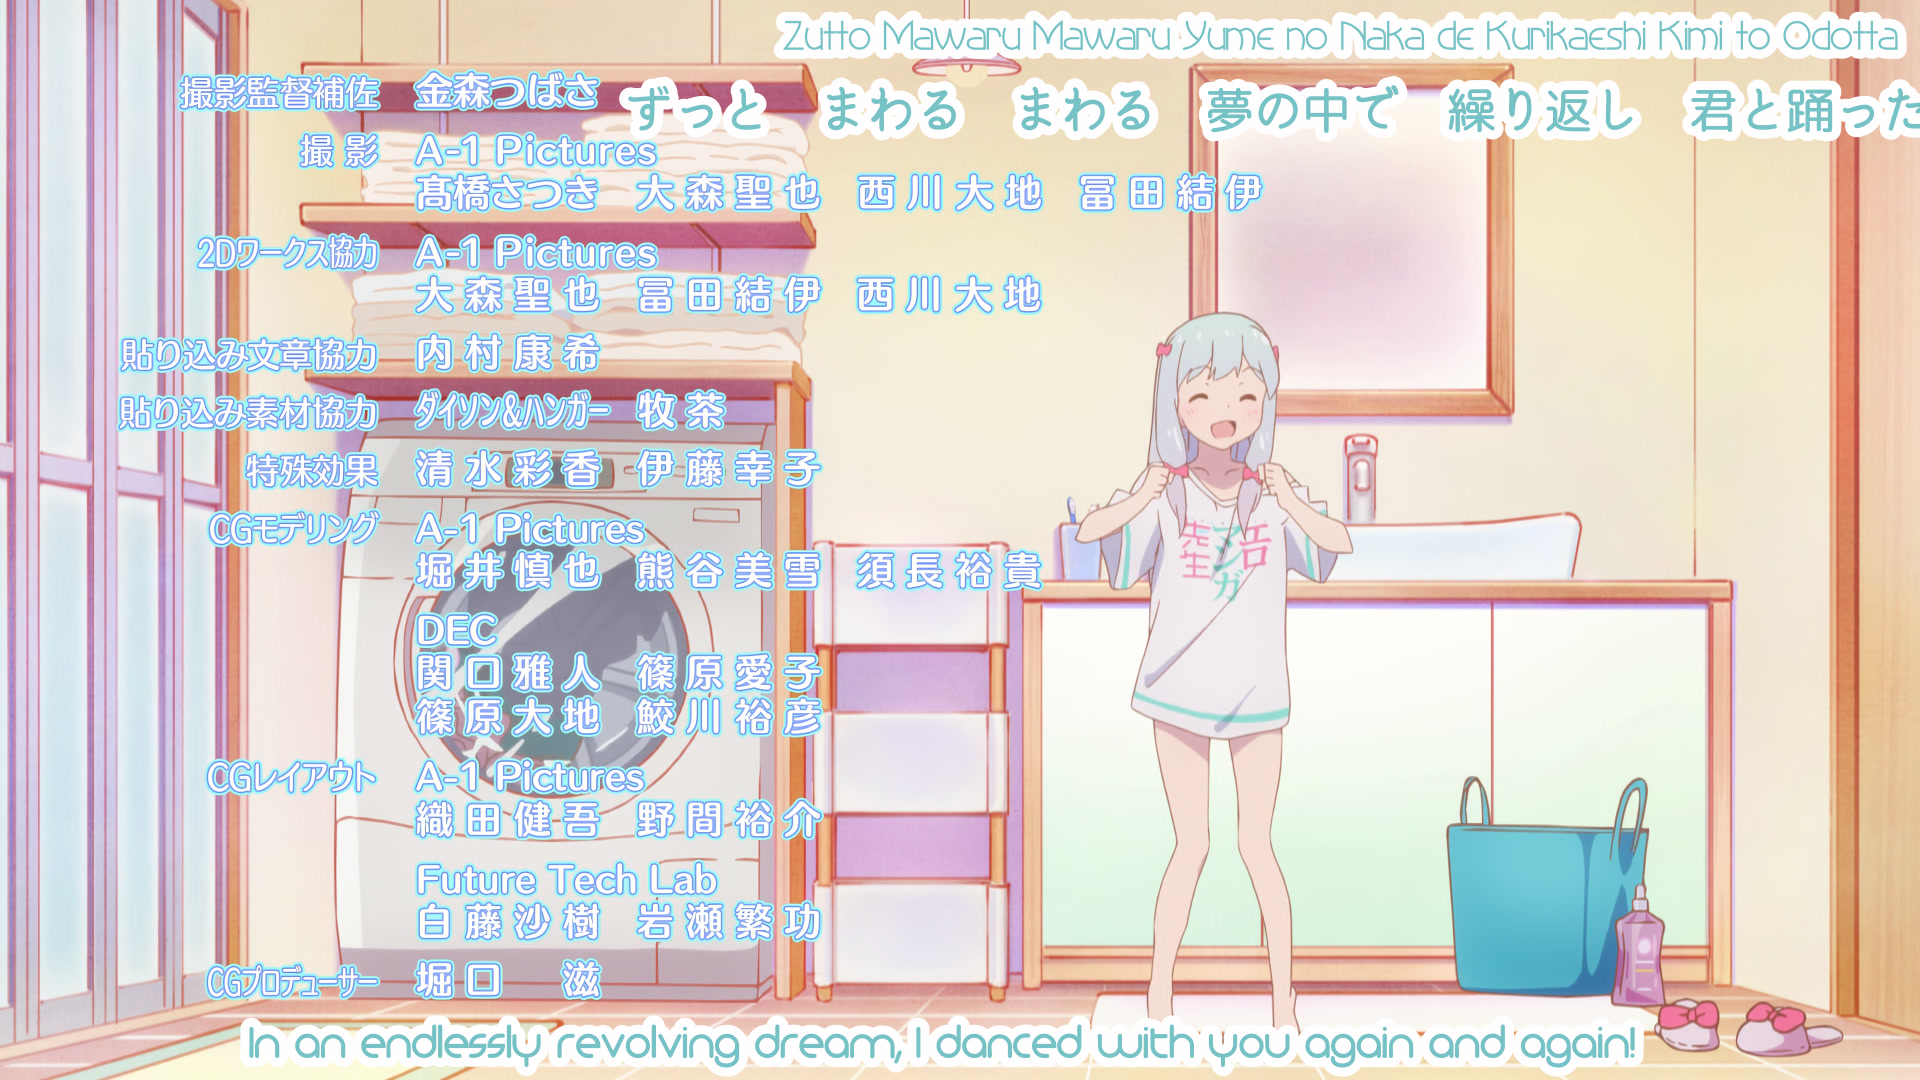 Zutto Mawaru Mawaru Yume no Naka de Kurikaeshi Kimi to Odotta
ずっと　まわる　まわる　夢の中で　繰り返し　君と踊った
撮影監督補佐　金森つばさ
撮影　A-1 Pictures
髙橋さつき　大森聖也　西川大地　冨田結伊
2Dワークス協力　A-1 Pictures
大森聖也　冨田結伊　西川大地
貼り込み文章協力　内村康希
貼り込み素材協力　ダイソン&ハンガー　牧茶
特殊効果　清水彩香　伊藤幸子
CGモデリング　A-1 Pictures
堀井慎也　熊谷美雪　須長裕貴
DEC
関口雅人　篠原愛子
篠原大地　鮫川裕彦
CGレイアウト　A-1 Pictures
織田健吾　野間裕介
Future Tech Lab
白藤沙樹　岩瀬繁功
CGプロデューサー　堀口　滋
エロ
マンガ
先生
In an endlessly revolving dream, I danced with you again and again!